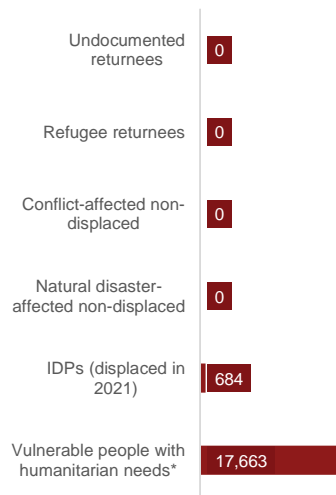 Undocumented
returnees
0
Refugee returnees
0
Conflict-affected non-
displaced
0
Natural disaster-
affected non-displaced
0
IDPs (displaced in
2021)
684
Vulnerable people with
humanitarian needs*
17,663